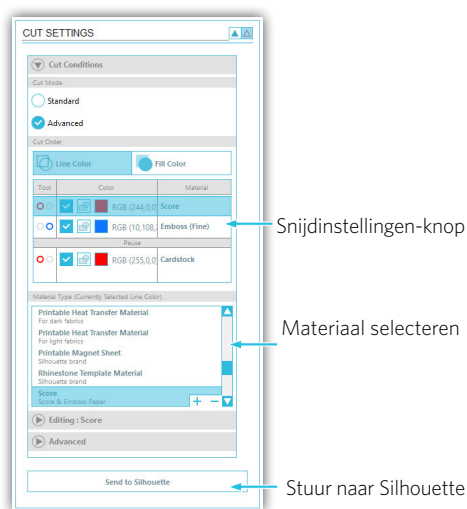 CUT SETTINGS
Cut Conditions
Cut Mode
Standard
Advanced
Cut Order
Line Color
Fill Color
Tool Color Material
RGB (244,0,0 Score
RGB (10,108,2 Emboss (Fine)
Snijdinstellingen-knop
Pause
RGB (255,0,0) Cardstock
Material Type (Currently Selected Line Color)
Printable Heat Transfer Material
For dark fabrics
Printable Heat Transfer Material
For light fabrics
Materiaal selecteren
Printable Magnet Sheet
Silhouette brand
Rhinestone Template Material
Silhouette brand
Score
Score & Emboss Paper
+ −
Editing : Score
Advanced
Send to Silhouette
Stuur naar Silhouette